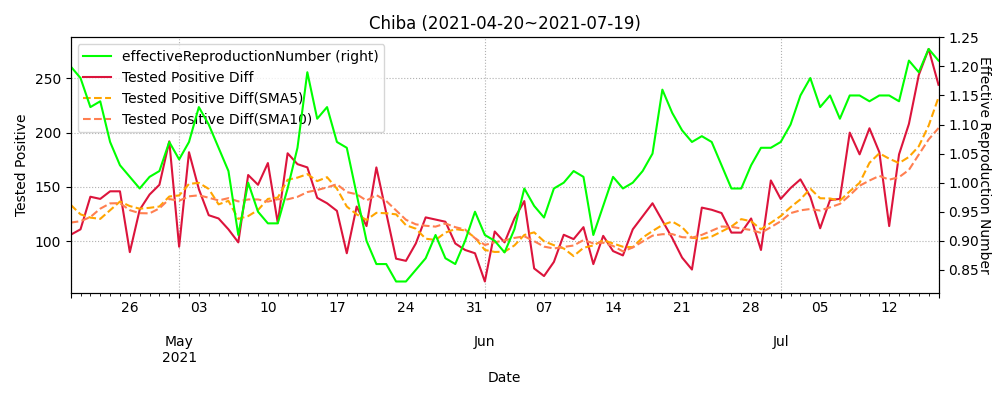 Chiba (2021-04-20~2021-07-19)
effectiveReproductionNumber (right)
Tested Positive Diff
Tested Positive Diff(SMA5)
Tested Positive Diff(SMA10)
Tested Positive
250
200
150
100
1.25
1.20
1.15
1.10
1.05
1.00
0.95
0.90
0.85
Effective Reproduction Number
26 03 10 17 24 31 07 14 21 28 05 12
May Jun Jul
2021
Date